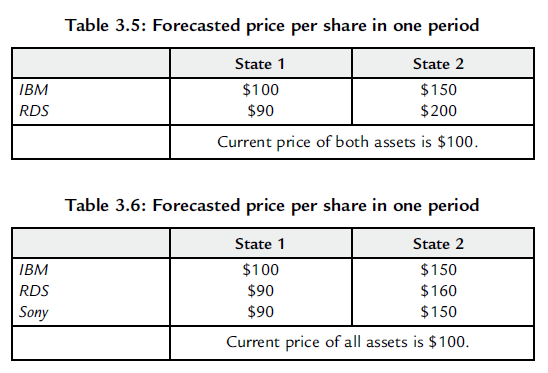 Table 3.5: Forecasted price per share in one period
State 1 State 2
IBM $100 $150
RDS $90 $200
Current price of both assets is $100.
Table 3.6: Forecasted price per share in one period
State 1 State 2
IBM $100 $150
RDS $90 $160
Sony $90 $150
Current price of all assets is $100.